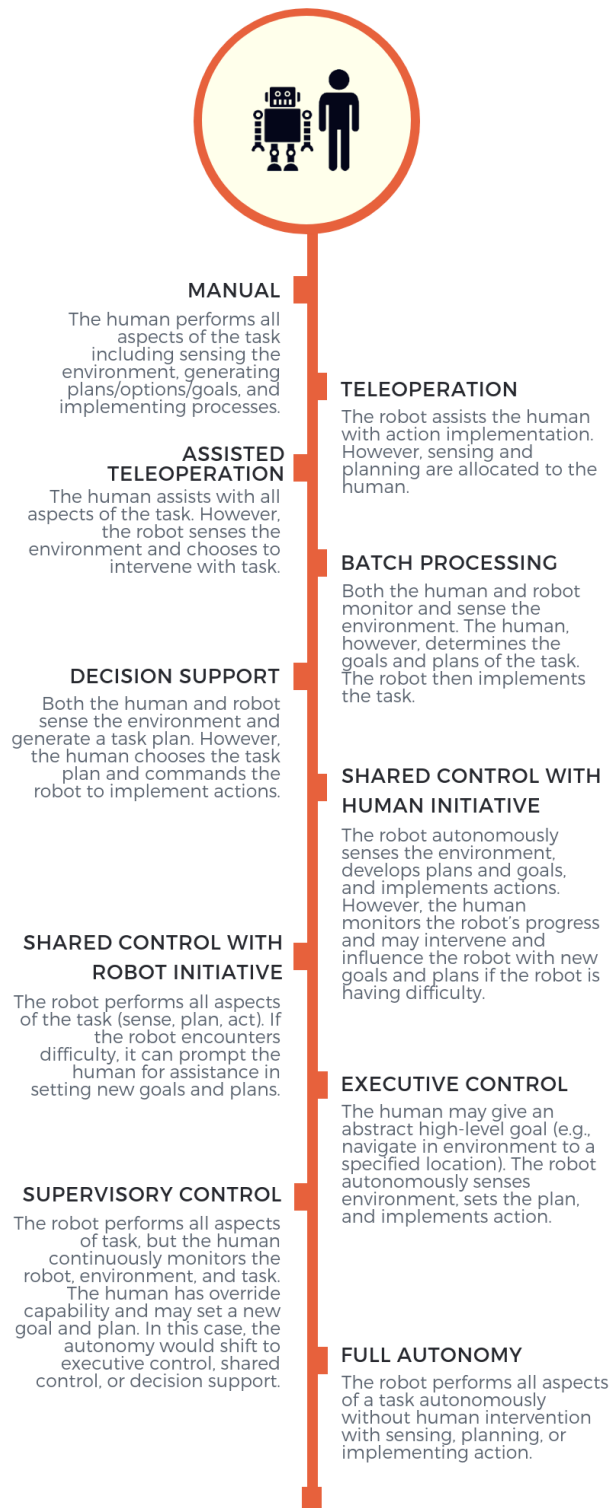 MANUAL
The human performs all
aspects of the task
including sensing the
environment, generating
plans/options/goals, and
implementing processes.
TELEOPERATION
The robot assists the human
with action implementation.
However, sensing and
planning are allocated to the
human.
ASSISTED
TELEOPERATION
The human assists with all
aspects of the task. However,
the robot senses the
environment and chooses to
intervene with task.
BATCH PROCESSING
Both the human and robot
monitor and sense the
environment. The human,
however, determines the
goals and plans of the task.
The robot then implements
the task.
DECISION SUPPORT
Both the human and robot
sense the environment and
generate a task plan. However,
the human chooses the task
plan and commands the
robot to implement actions.
SHARED CONTROL WITH
HUMAN INITIATIVE
The robot autonomously
senses the environment,
develops plans and goals,
and implements actions.
However, the human
monitors the robot’s progress
and may intervene and
influence the robot with new
goals and plans if the robot is
having difficulty.
SHARED CONTROL WITH
ROBOT INITIATIVE
The robot performs all aspects
of the task (sense, plan, act). If
the robot encounters
difficulty, it can prompt the
human for assistance in
setting new goals and plans.
EXECUTIVE CONTROL
The human may give an
abstract high-level goal (e.g.,
navigate in environment to a
specified location). The robot
autonomously senses
environment, sets the plan,
and implements action.
SUPERVISORY CONTROL
The robot performs all aspects
of task, but the human
continuously monitors the
robot, environment, and task.
The human has override
capability and may set a new
goal and plan. In this case, the
autonomy would shift to
executive control, shared
control, or decision support.
FULL AUTONOMY
The robot performs all aspects
of a task autonomously
without human intervention
with sensing, planning, or
implementing action.